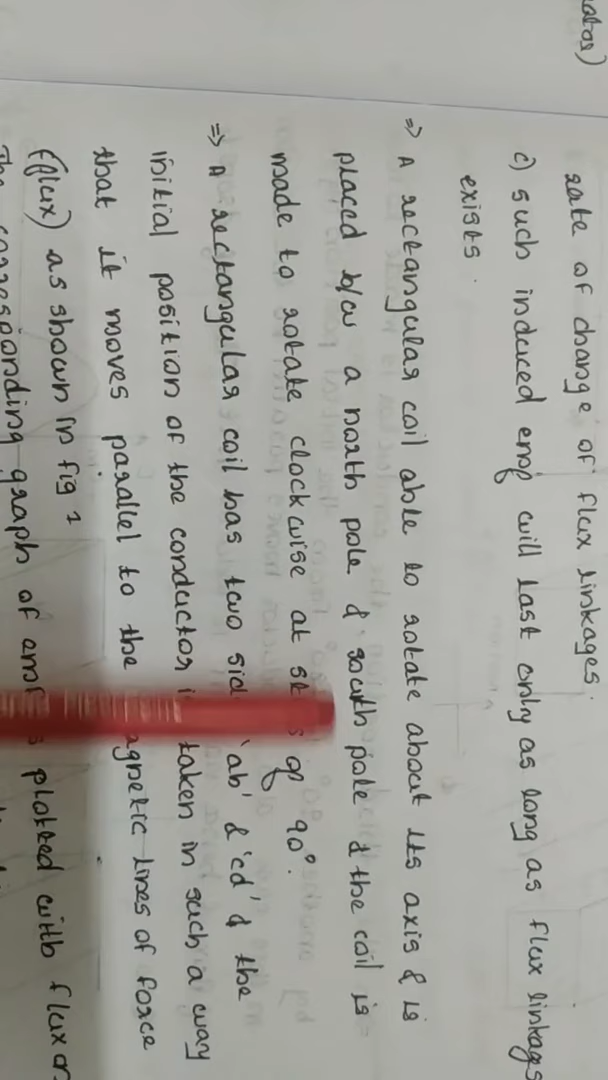 rate of change of flux linkages.
c) such induced emf will last only as long as flux linkages
exists.
=> A rectangular coil able to rotate about its axis & is
placed b/w a north pole & south pole & the coil is
made to rotate clockwise at of 90°.
=> A rectangular coil has two 'ab' & 'cd' & the
initial position of the conductor taken in such a way
that it moves parallel to the lines of force
f(flux) as shown in fig 1
graph of plotted with flux